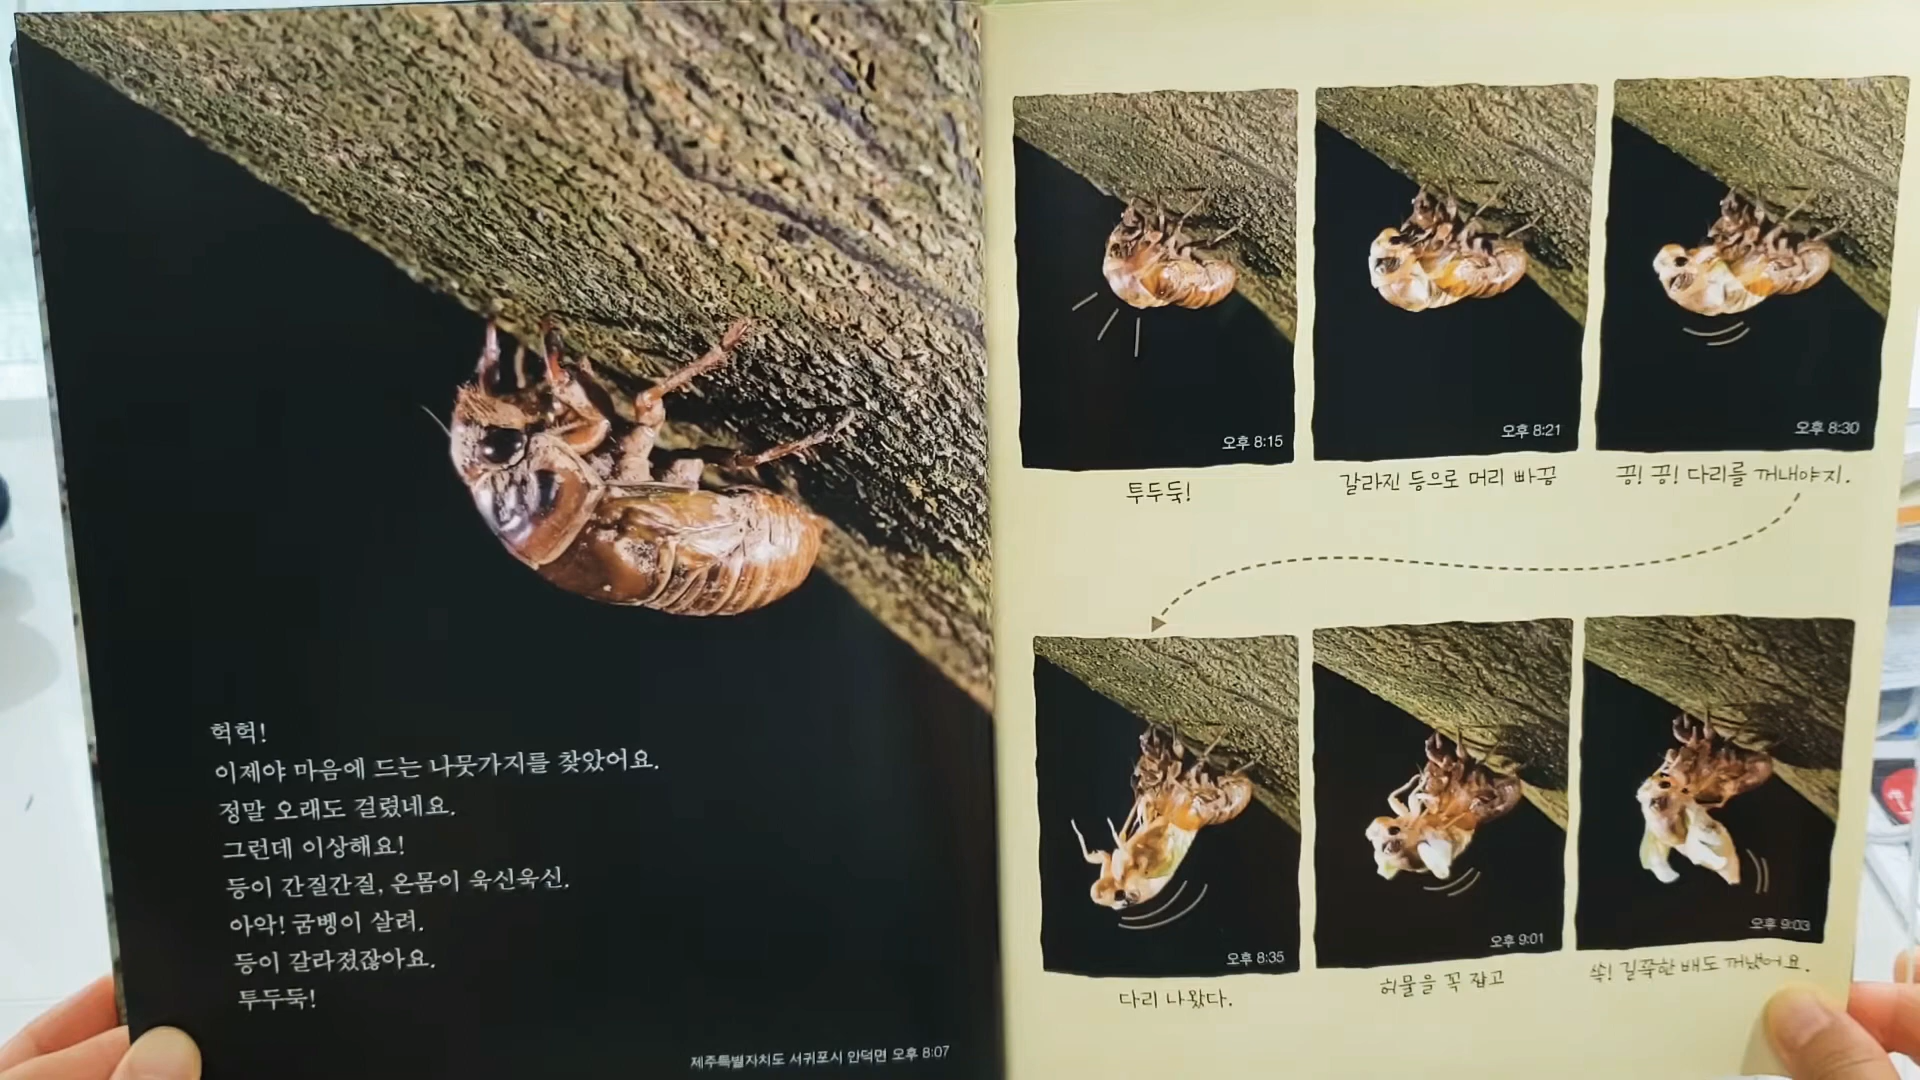 헉헉!
이제야 마음에 드는 나뭇가지를 찾았어요.
정말 오래도 걸렸네요.
그런데 이상해요!
등이 간질간질, 온몸이 욱신욱신.
아악! 굼벵이 살려.
등이 갈라졌잖아요.
투두둑!
제주특별자치도 서귀포시 안덕면 오후 8:07
오후 8:15
투두둑!
오후 8:21
갈라진 등으로 머리 빠끔
오후 8:30
끙! 끙! 다리를 꺼내야지.
오후 8:35
다리 나왔다.
오후 9:01
허물을 꼭 잡고
오후 9:03
쏙! 길쭉한 배도 꺼냈어요.